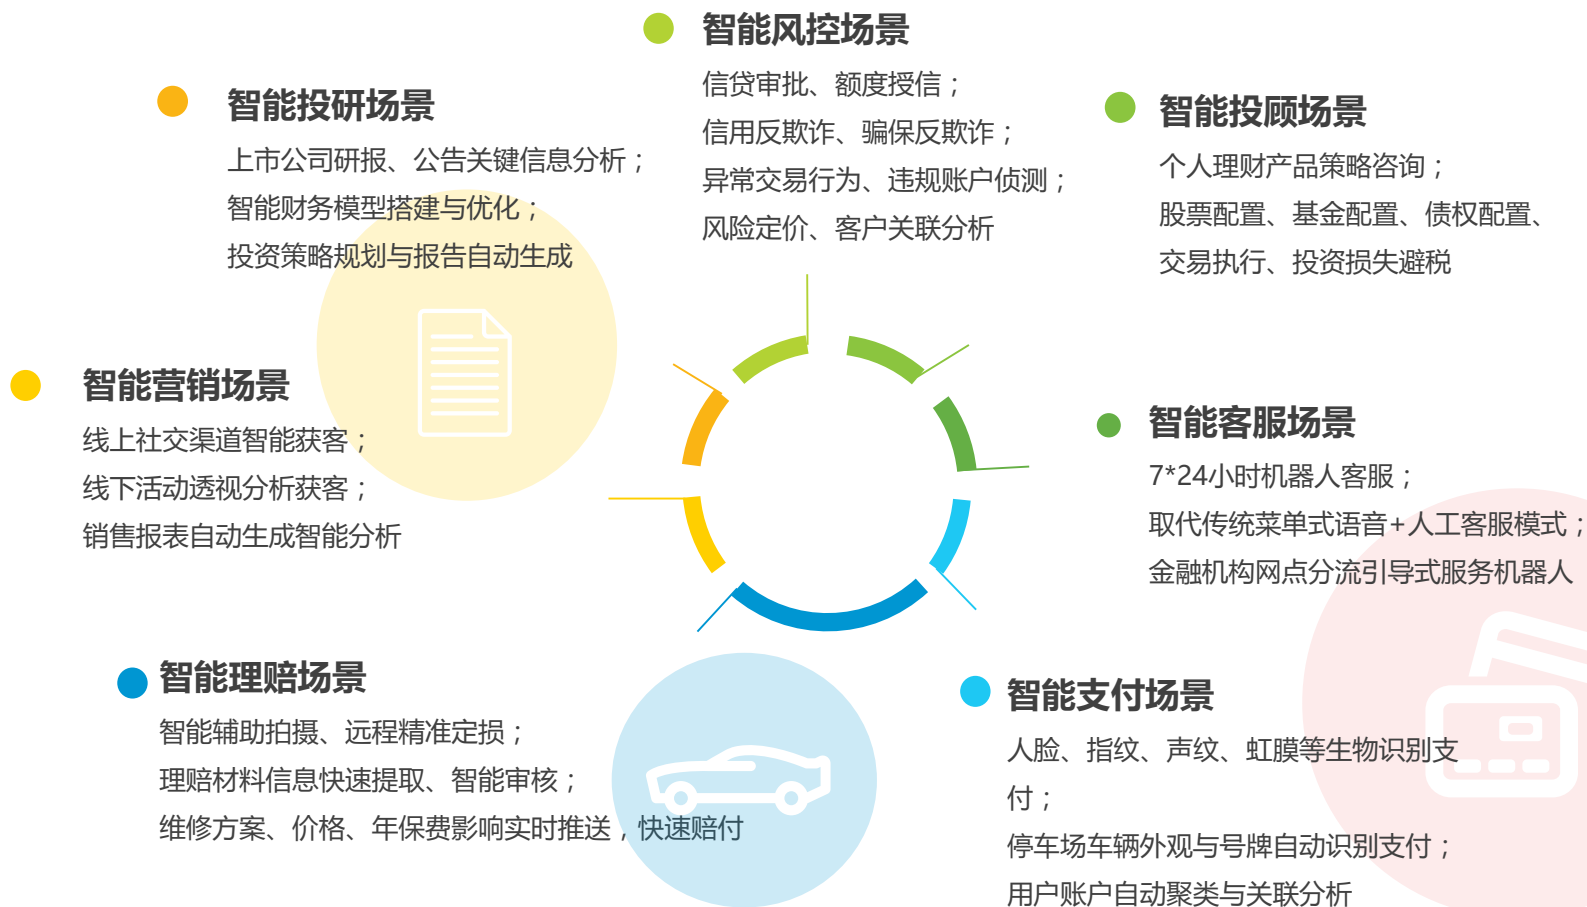 智能风控场景
信贷审批、额度授信；
信用反欺诈、骗保反欺诈；
异常交易行为、违规账户侦测；
风险定价、客户关联分析
智能投研场景
上市公司研报、公告关键信息分析；
智能财务模型搭建与优化；
投资策略规划与报告自动生成
智能投顾场景
个人理财产品策略咨询；
股票配置、基金配置、债权配置、
交易执行、投资损失避税
智能营销场景
线上社交渠道智能获客；
线下活动透视分析获客；
销售报表自动生成智能分析
智能客服场景
7*24小时机器人客服；
取代传统菜单式语音+人工客服模式；
金融机构网点分流引导式服务机器人
智能理赔场景
智能辅助拍摄、远程精准定损；
理赔材料信息快速提取、智能审核；
维修方案、价格、年保费影响实时推送，快速赔付
智能支付场景
人脸、指纹、声纹、虹膜等生物识别支
付；
停车场车辆外观与号牌自动识别支付；
用户账户自动聚类与关联分析